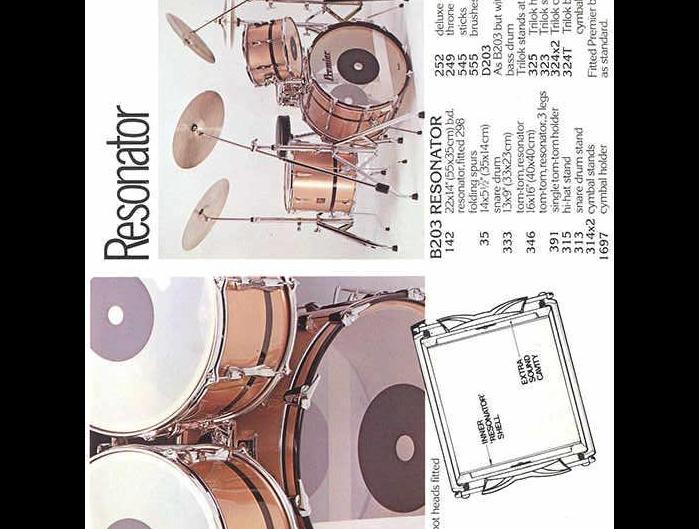 Resonator
Premier
B203 RESONATOR
142 22x14" (55x35cm) b.d.
resonator, fitted 298
folding spurs
35 14x5½" (35x14cm)
snare drum
333 13x9" (33x23cm)
tom-tom, resonator
346 16x16" (40x40cm)
tom-tom, resonator, 3 legs
391 single tom-tom holder
315 hi-hat stand
313 snare drum stand
314x2 cymbal stands
1697 cymbal holder
252 deluxe
249 throne
545 sticks
555 brushes
D203
As B203 but wi
bass drum
Trilok stands at
325 Trilok h
323 Trilok s
324x2 Trilok c
324T Trilok b
cymbal
Fitted Premier b
as standard.
INNER
'RESONATOR'
SHELL
EXTRA
SOUND
CAVITY
oot heads fitted